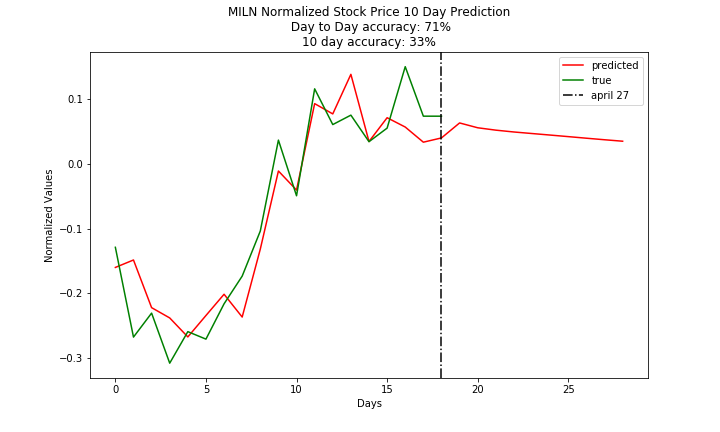 MILN Normalized Stock Price 10 Day Prediction
Day to Day accuracy: 71%
10 day accuracy: 33%
predicted
true
april 27
0.1
0.0
−0.1
−0.2
−0.3
Normalized Values
0 5 10 15 20 25
Days